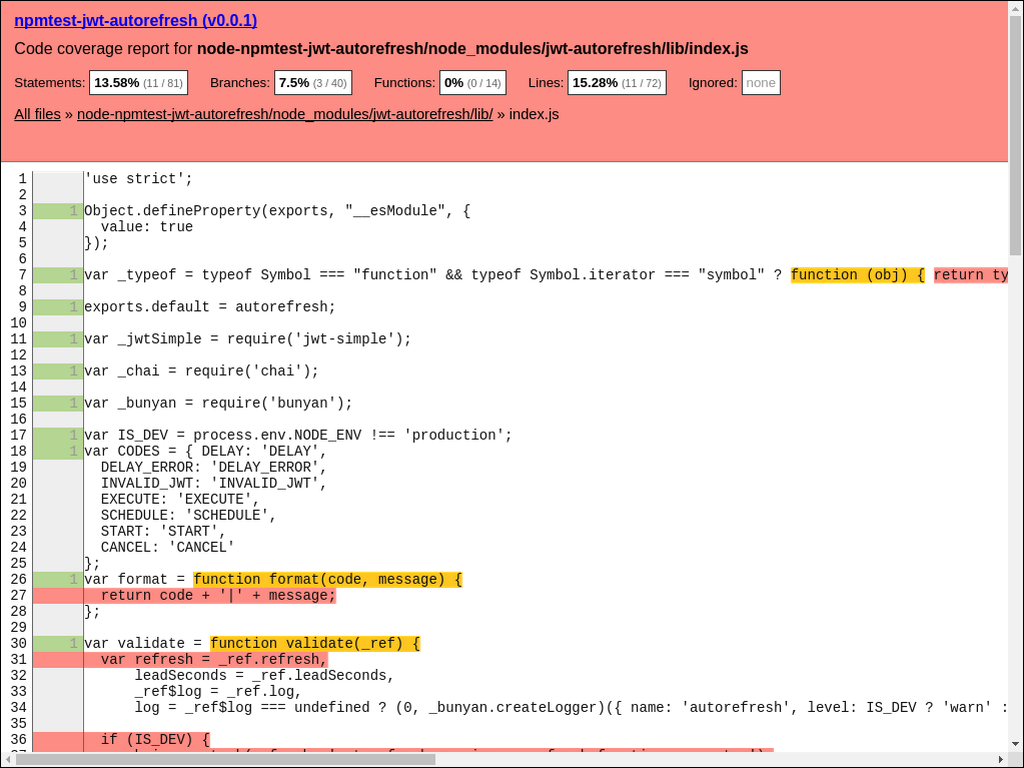 npmtest-jwt-autorefresh (v0.0.1)
Code coverage report for node-npmtest-jwt-autorefresh/node_modules/jwt-autorefresh/lib/index.js
Statements: 13.58% (11 / 81) Branches: 7.5% (3 / 40) Functions: 0% (0 / 14) Lines: 15.28% (11 / 72) Ignored: none
All files » node-npmtest-jwt-autorefresh/node_modules/jwt-autorefresh/lib/ » index.js
1 'use strict';
2
3 1 Object.defineProperty(exports, "__esModule", {
4 value: true
5 });
6
7 1 var _typeof = typeof Symbol === "function" && typeof Symbol.iterator === "symbol" ? function (obj) { return ty
8
9 1 exports.default = autorefresh;
10
11 1 var _jwtSimple = require('jwt-simple');
12
13 1 var _chai = require('chai');
14
15 1 var _bunyan = require('bunyan');
16
17 1 var IS_DEV = process.env.NODE_ENV !== 'production';
18 1 var CODES = { DELAY: 'DELAY',
19 DELAY_ERROR: 'DELAY_ERROR',
20 INVALID_JWT: 'INVALID_JWT',
21 EXECUTE: 'EXECUTE',
22 SCHEDULE: 'SCHEDULE',
23 START: 'START',
24 CANCEL: 'CANCEL'
25 };
26 1 var format = function format(code, message) {
27 return code + '|' + message;
28 };
29
30 1 var validate = function validate(_ref) {
31 var refresh = _ref.refresh,
32 leadSeconds = _ref.leadSeconds,
33 _ref$log = _ref.log,
34 log = _ref$log === undefined ? (0, _bunyan.createLogger)({ name: 'autorefresh', level: IS_DEV ? 'warn' :
35
36 if (IS_DEV) {